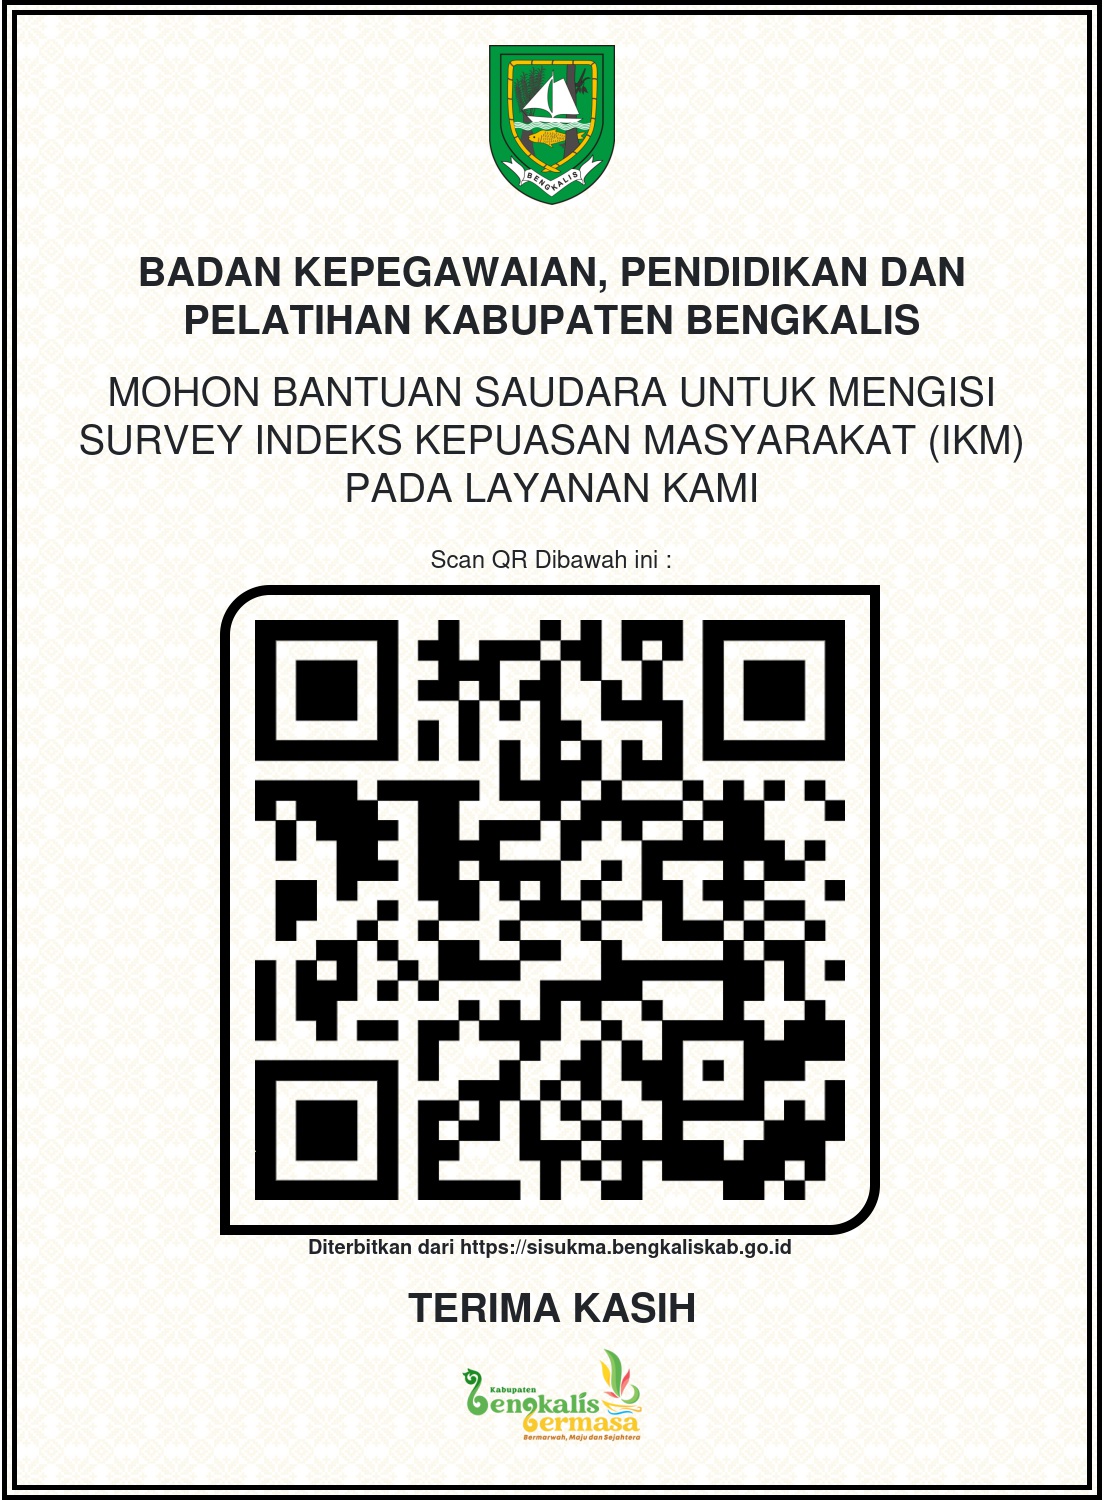 BENGKALIS
BADAN KEPEGAWAIAN, PENDIDIKAN DAN
PELATIHAN KABUPATEN BENGKALIS
MOHON BANTUAN SAUDARA UNTUK MENGISI
SURVEY INDEKS KEPUASAN MASYARAKAT (IKM)
PADA LAYANAN KAMI
Scan QR Dibawah ini :
Diterbitkan dari https://sisukma.bengkaliskab.go.id
TERIMA KASIH
Kabupaten
Bengkalis
Bermasa
Bermarwah, Maju dan Sejahtera